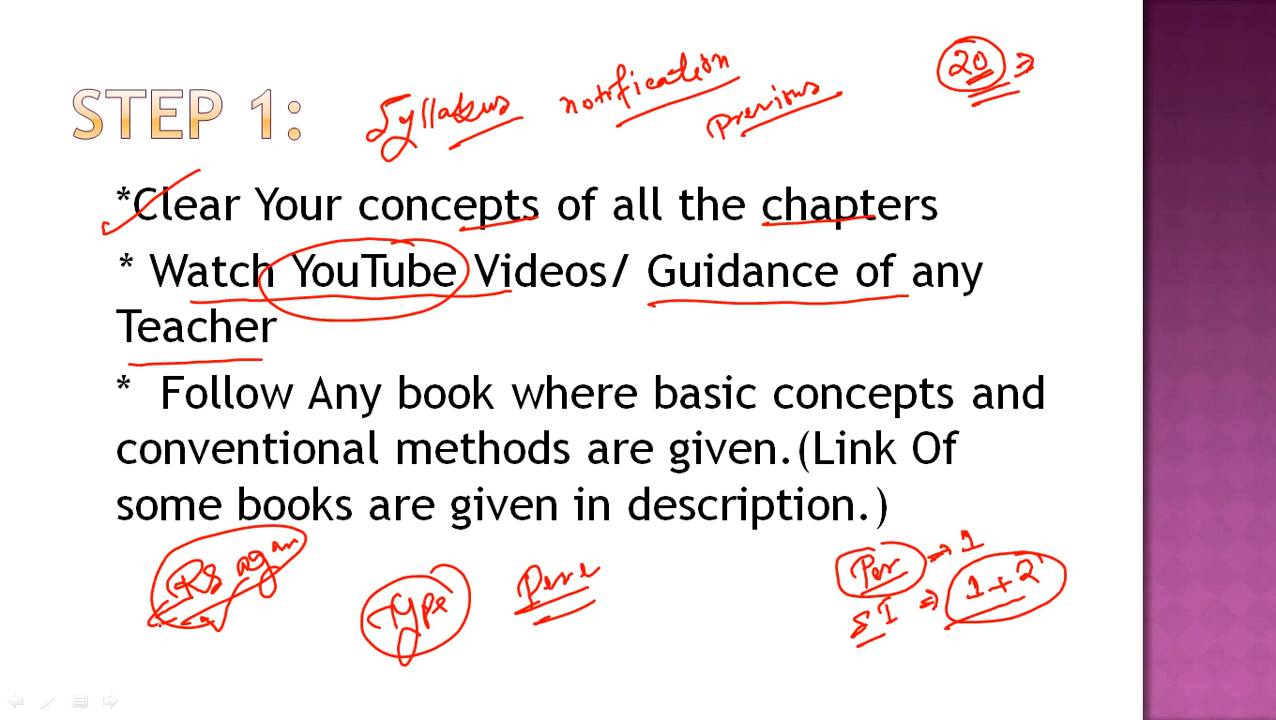 20 ⇒
Syllabus notification
STEP 1: previous
*Clear Your concepts of all the chapters
* Watch YouTube Videos/ Guidance of any
Teacher
* Follow Any book where basic concepts and
conventional methods are given.(Link Of
some books are given in description.)
Rs agar Type Per ⇒ 1
SI ⇒ 1+2